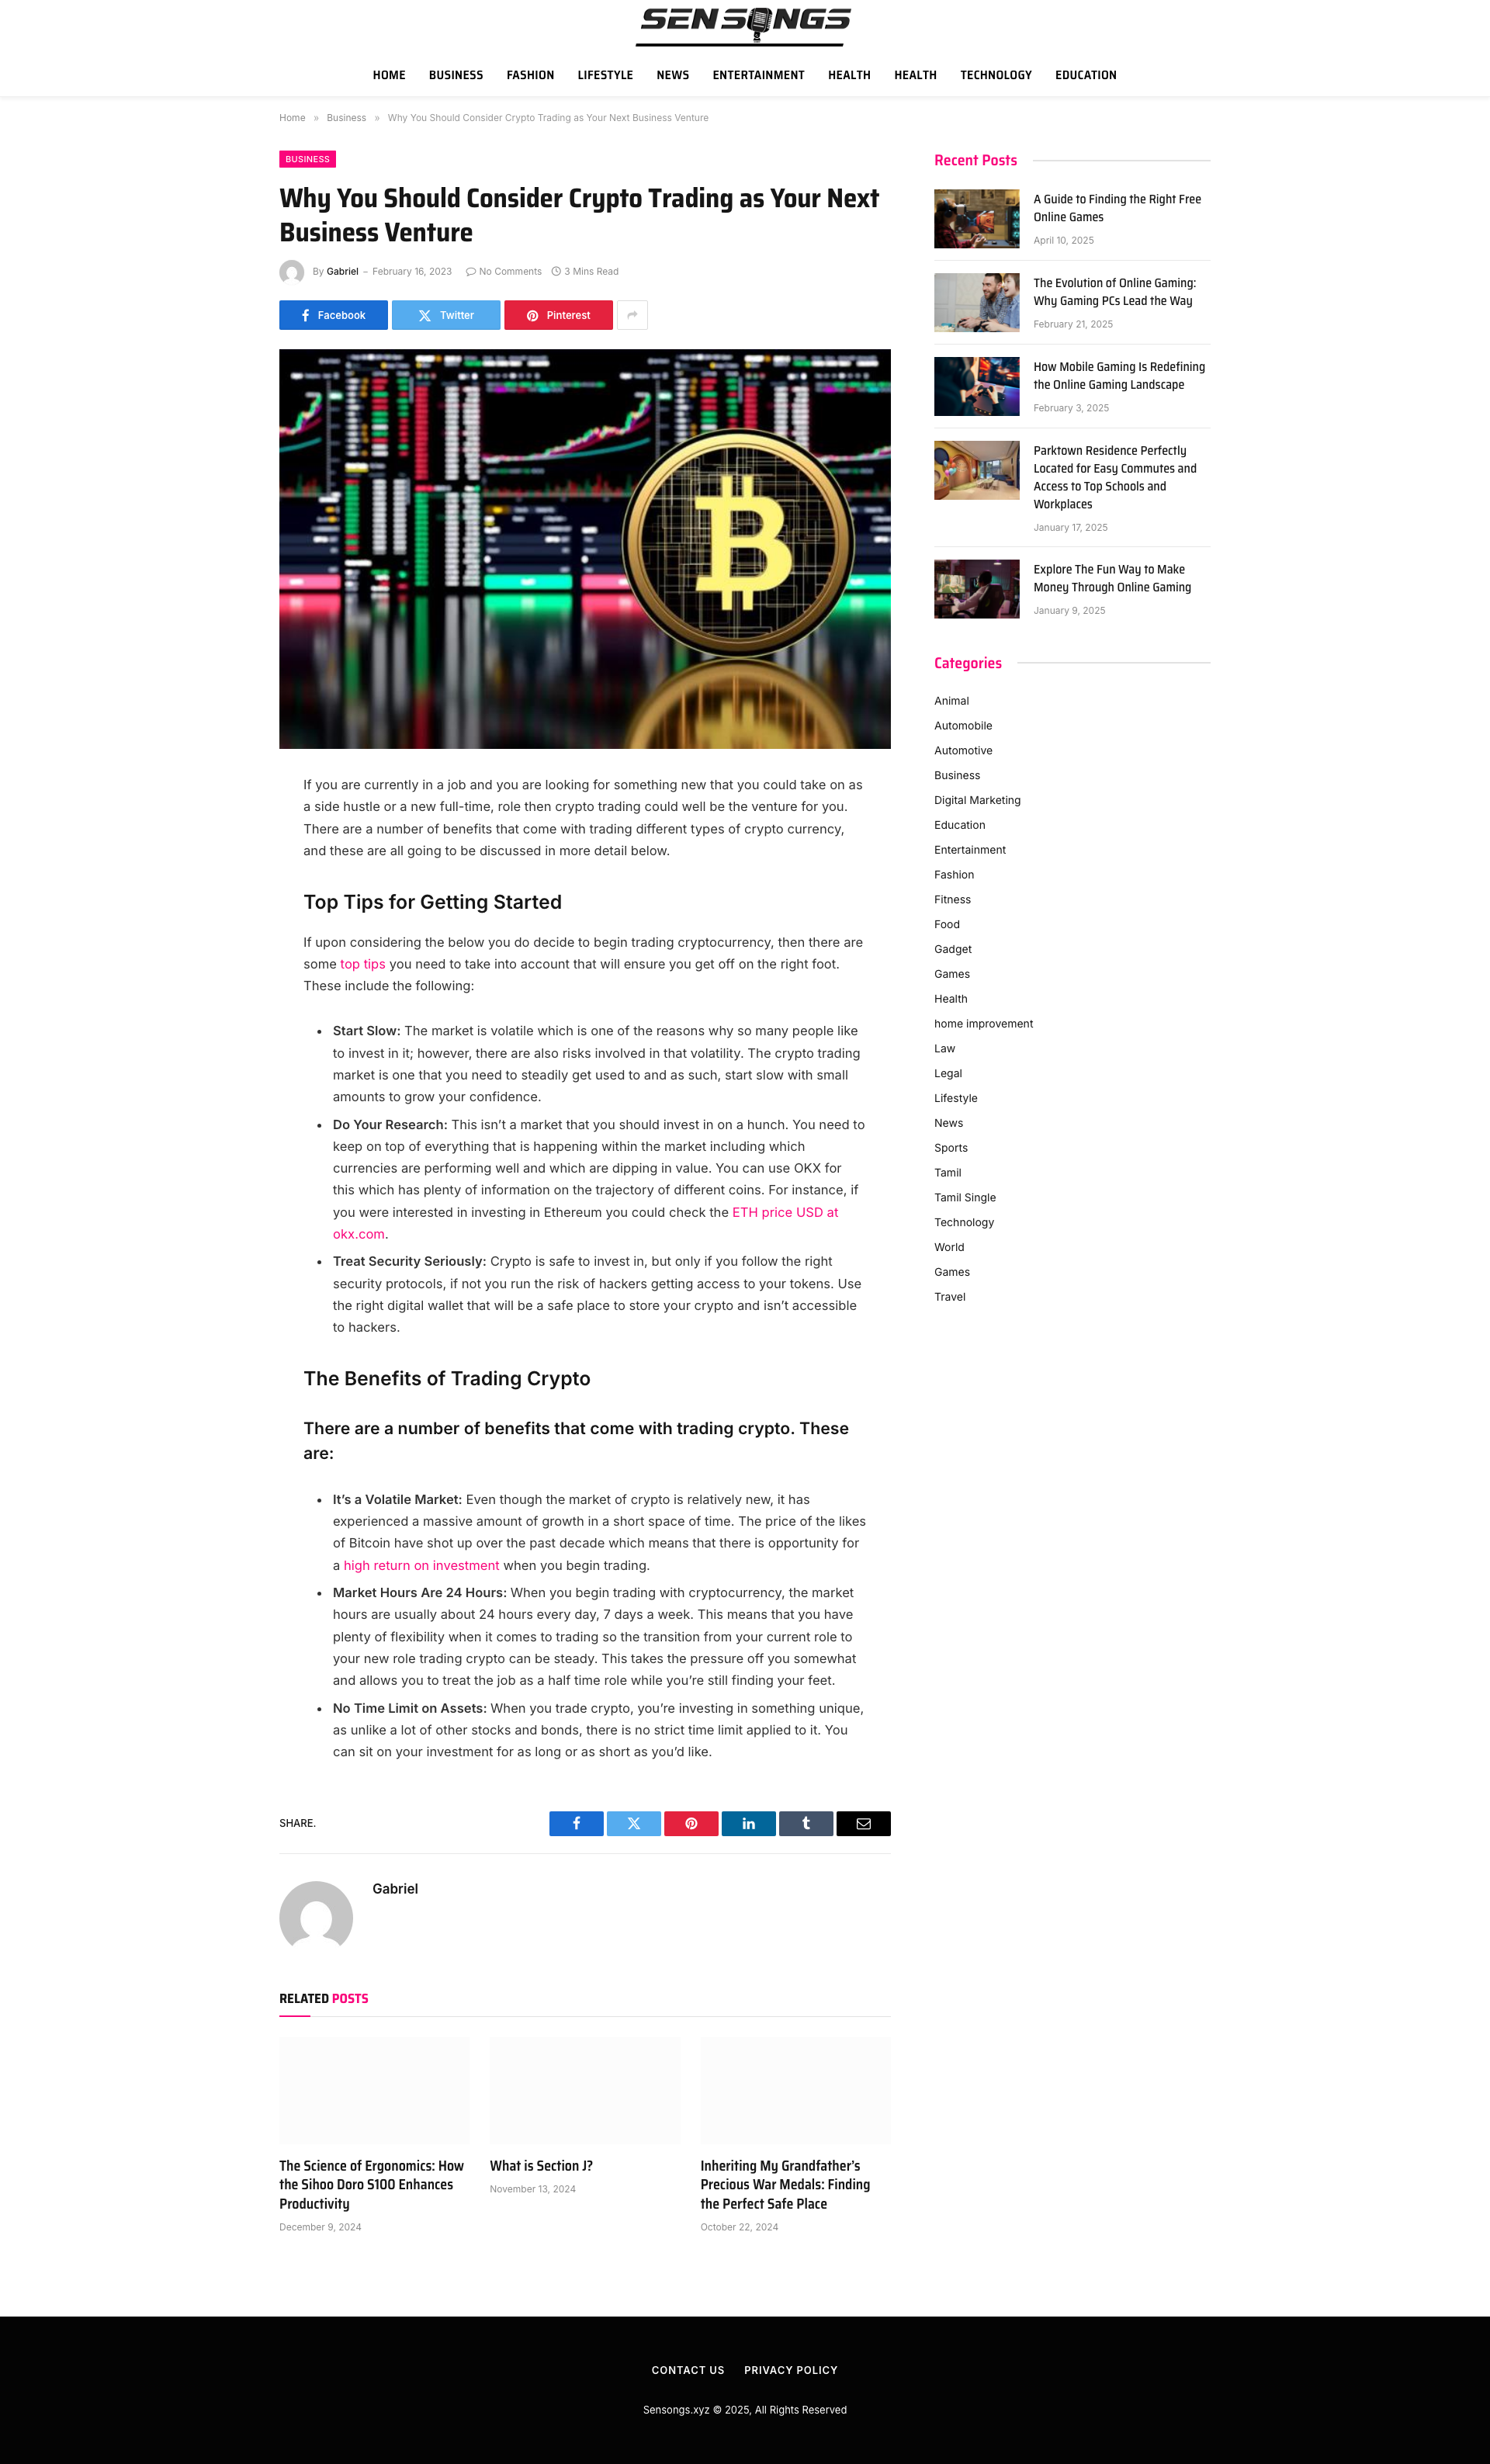 SENSONGS
HOME BUSINESS FASHION LIFESTYLE NEWS ENTERTAINMENT HEALTH HEALTH TECHNOLOGY EDUCATION
Home » Business » Why You Should Consider Crypto Trading as Your Next Business Venture
BUSINESS
Why You Should Consider Crypto Trading as Your Next
Business Venture
By Gabriel – February 16, 2023 No Comments 3 Mins Read
Facebook Twitter Pinterest
If you are currently in a job and you are looking for something new that you could take on as
a side hustle or a new full-time, role then crypto trading could well be the venture for you.
There are a number of benefits that come with trading different types of crypto currency,
and these are all going to be discussed in more detail below.
Top Tips for Getting Started
If upon considering the below you do decide to begin trading cryptocurrency, then there are
some top tips you need to take into account that will ensure you get off on the right foot.
These include the following:
• Start Slow: The market is volatile which is one of the reasons why so many people like
to invest in it; however, there are also risks involved in that volatility. The crypto trading
market is one that you need to steadily get used to and as such, start slow with small
amounts to grow your confidence.
• Do Your Research: This isn’t a market that you should invest in on a hunch. You need to
keep on top of everything that is happening within the market including which
currencies are performing well and which are dipping in value. You can use OKX for
this which has plenty of information on the trajectory of different coins. For instance, if
you were interested in investing in Ethereum you could check the ETH price USD at
okx.com.
• Treat Security Seriously: Crypto is safe to invest in, but only if you follow the right
security protocols, if not you run the risk of hackers getting access to your tokens. Use
the right digital wallet that will be a safe place to store your crypto and isn’t accessible
to hackers.
The Benefits of Trading Crypto
There are a number of benefits that come with trading crypto. These
are:
• It’s a Volatile Market: Even though the market of crypto is relatively new, it has
experienced a massive amount of growth in a short space of time. The price of the likes
of Bitcoin have shot up over the past decade which means that there is opportunity for
a high return on investment when you begin trading.
• Market Hours Are 24 Hours: When you begin trading with cryptocurrency, the market
hours are usually about 24 hours every day, 7 days a week. This means that you have
plenty of flexibility when it comes to trading so the transition from your current role to
your new role trading crypto can be steady. This takes the pressure off you somewhat
and allows you to treat the job as a half time role while you’re still finding your feet.
• No Time Limit on Assets: When you trade crypto, you’re investing in something unique,
as unlike a lot of other stocks and bonds, there is no strict time limit applied to it. You
can sit on your investment for as long or as short as you’d like.
SHARE.
Gabriel
RELATED POSTS
The Science of Ergonomics: How
the Sihoo Doro S100 Enhances
Productivity
December 9, 2024
What is Section J?
November 13, 2024
Inheriting My Grandfather’s
Precious War Medals: Finding
the Perfect Safe Place
October 22, 2024
Recent Posts
A Guide to Finding the Right Free
Online Games
April 10, 2025
The Evolution of Online Gaming:
Why Gaming PCs Lead the Way
February 21, 2025
How Mobile Gaming Is Redefining
the Online Gaming Landscape
February 3, 2025
Parktown Residence Perfectly
Located for Easy Commutes and
Access to Top Schools and
Workplaces
January 17, 2025
Explore The Fun Way to Make
Money Through Online Gaming
January 9, 2025
Categories
Animal
Automobile
Automotive
Business
Digital Marketing
Education
Entertainment
Fashion
Fitness
Food
Gadget
Games
Health
home improvement
Law
Legal
Lifestyle
News
Sports
Tamil
Tamil Single
Technology
World
Games
Travel
CONTACT US PRIVACY POLICY
Sensongs.xyz © 2025, All Rights Reserved